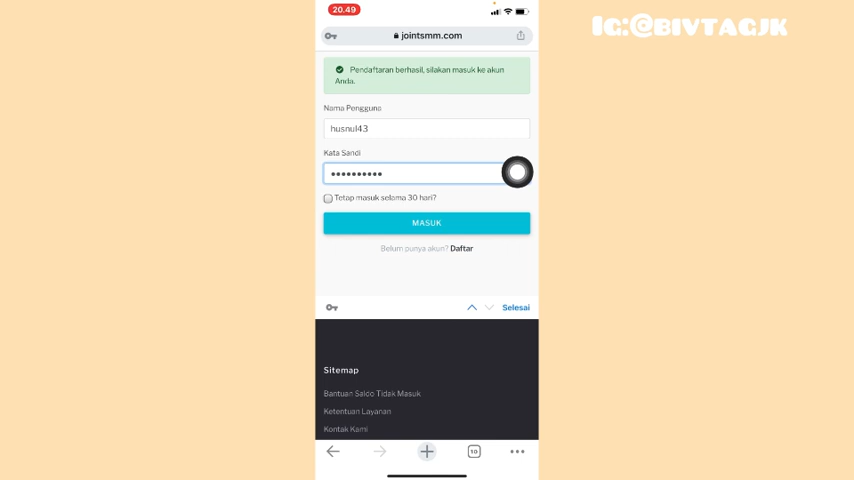 20.49
IG:@BIVTAGJK
jointsmm.com
Pendaftaran berhasil, silakan masuk ke akun
Anda.
Nama Pengguna
husnul43
Kata Sandi
Tetap masuk selama 30 hari?
MASUK
Belum punya akun? Daftar
Selesai
Sitemap
Bantuan Saldo Tidak Masuk
Ketentuan Layanan
Kontak Kami
10